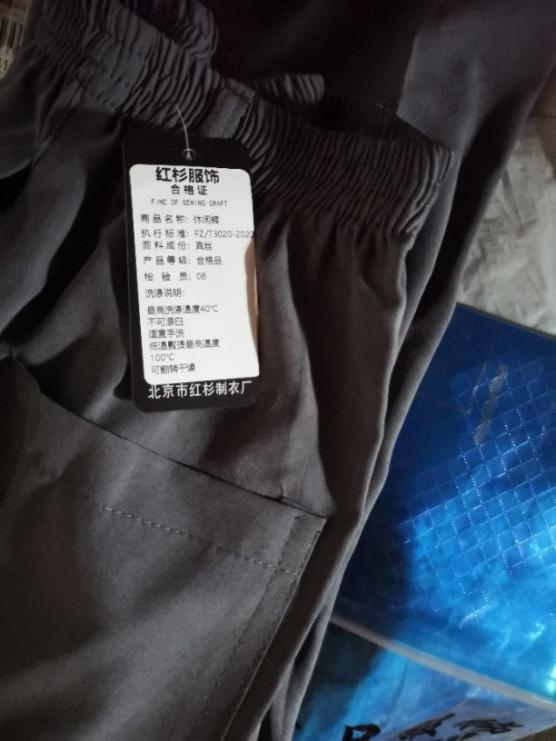 红杉服饰
合格证
FINE OF SEWING CRAFT
商品名称: 休闲裤
执行标准: FZ/T3020-2020
面料成份: 真丝
产品等级: 合格品
检 验 员: 08
洗涤说明:
最高洗涤温度40℃
不可漂白
适宜手洗
低温熨烫最高温度
100℃
可翻转干燥
北京市红杉制衣厂